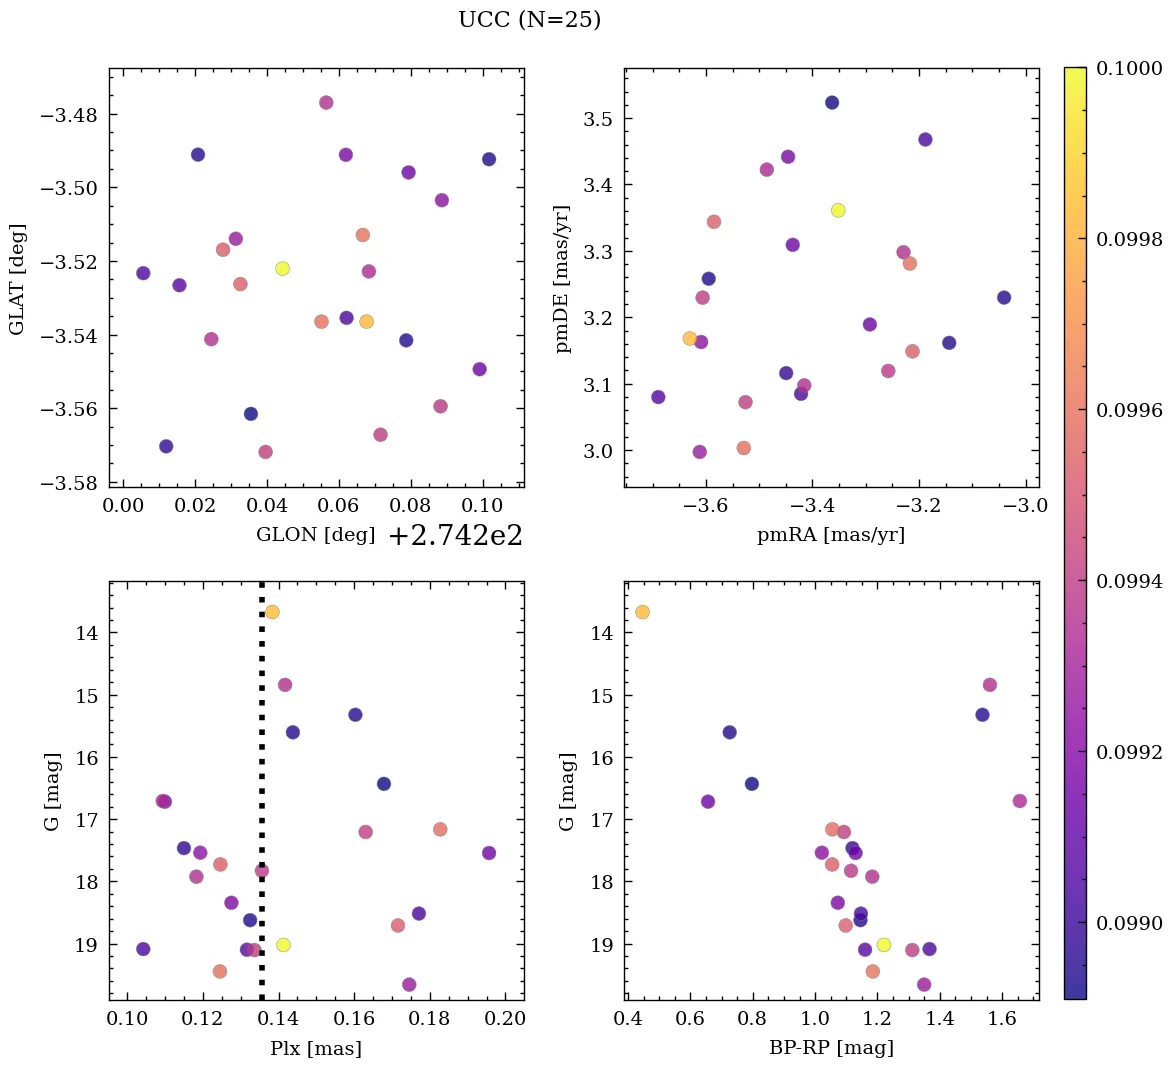 UCC (N=25)
−3.48
−3.50
−3.52
−3.54
−3.56
−3.58
GLAT [deg]
0.00 0.02 0.04 0.06 0.08 0.10
GLON [deg] +2.742e2
3.5
3.4
3.3
3.2
3.1
3.0
pmDE [mas/yr]
−3.6 −3.4 −3.2 −3.0
pmRA [mas/yr]
14
15
16
17
18
19
G [mag]
0.10 0.12 0.14 0.16 0.18 0.20
Plx [mas]
14
15
16
17
18
19
G [mag]
0.4 0.6 0.8 1.0 1.2 1.4 1.6
BP-RP [mag]
0.1000
0.0998
0.0996
0.0994
0.0992
0.0990